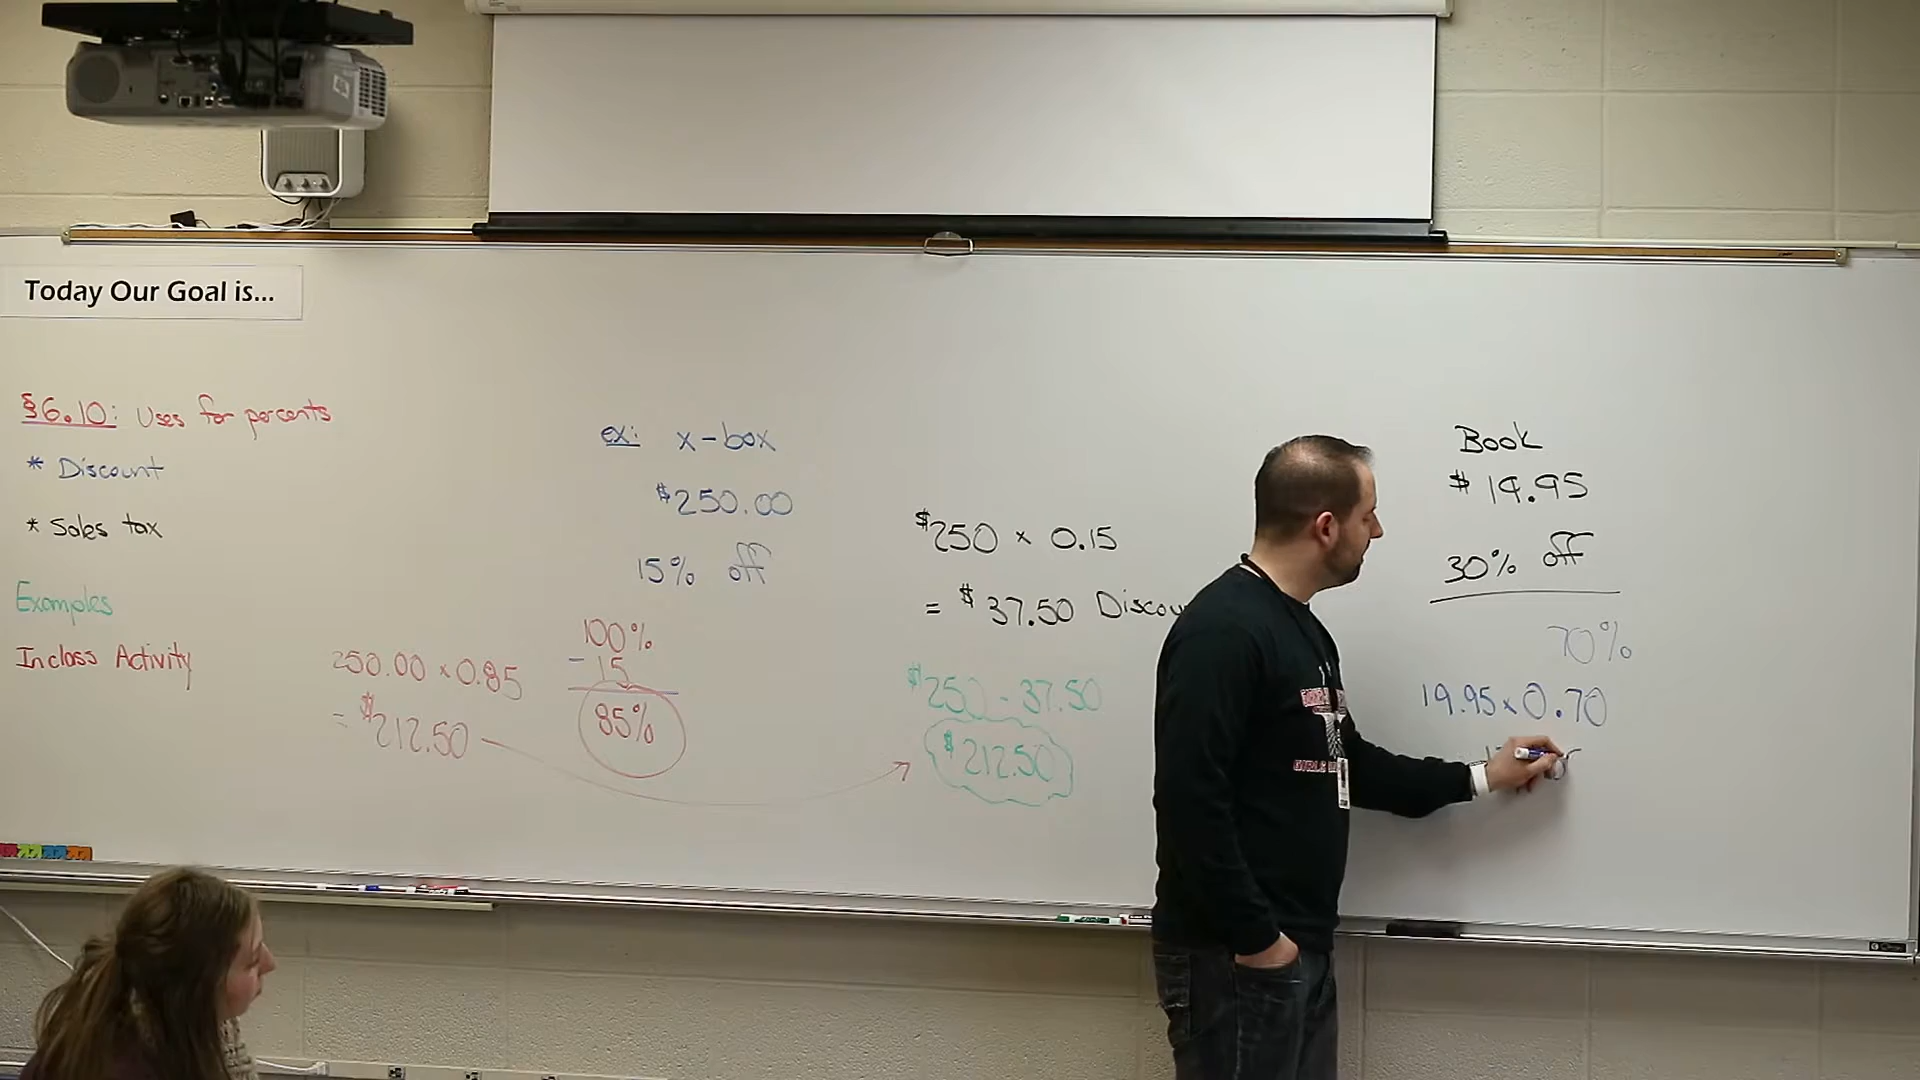 Today Our Goal is...
§6.10: Uses for percents
* Discount
* Sales tax
Examples
Inclass Activity
ex: x-box
$250.00
15% off
100%
- 15
85%
250.00 x 0.85
= $212.50
$250 x 0.15
= $37.50 Discou
$250 - 37.50
$212.50
Book
$ 19.95
30% off
70%
19.95 x 0.70